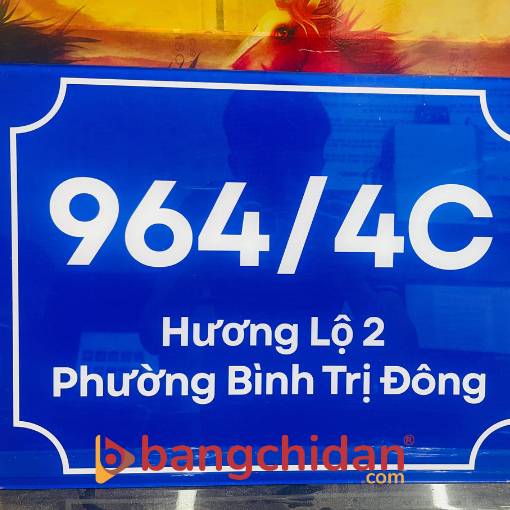 964/4C
Hương Lộ 2
Phường Bình Trị Đông
bangchidan®
.com